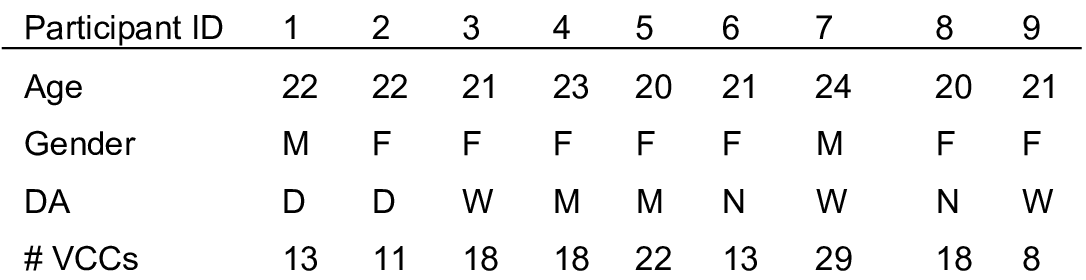 Participant ID 1 2 3 4 5 6 7 8 9
Age 22 22 21 23 20 21 24 20 21
Gender M F F F F F M F F
DA D D W M M N W N W
# VCCs 13 11 18 18 22 13 29 18 8